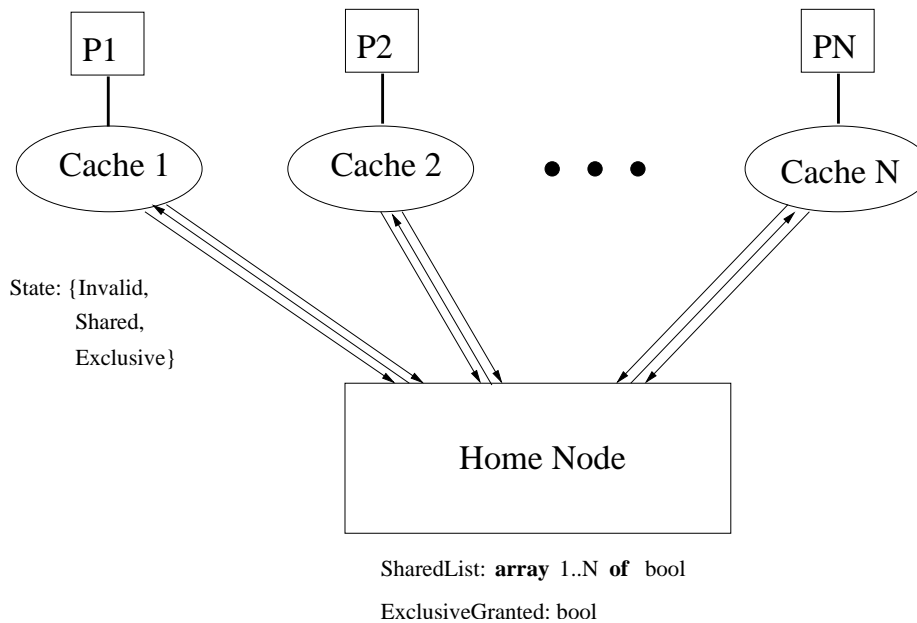 P1
P2
PN
Cache 1
Cache 2
Cache N
State: {Invalid,
Shared,
Exclusive}
Home Node
SharedList: array 1..N of bool
ExclusiveGranted: bool